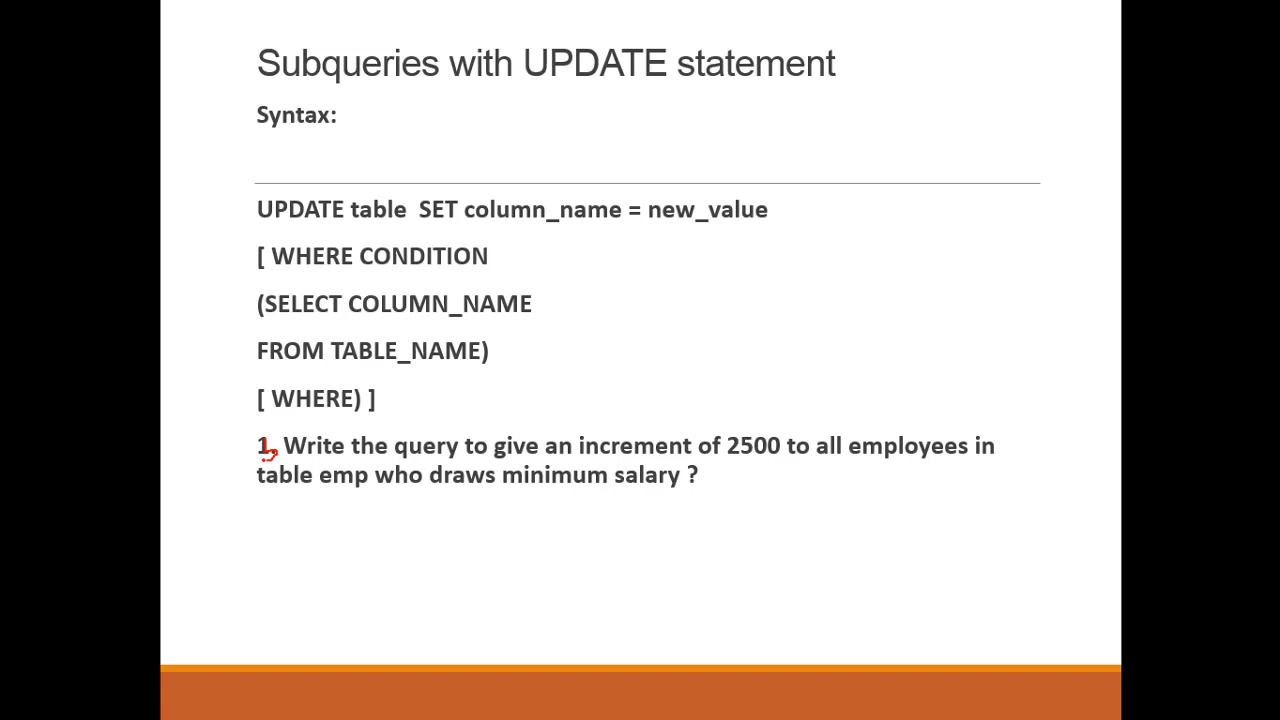 Subqueries with UPDATE statement
Syntax:
UPDATE table  SET column_name = new_value
[ WHERE CONDITION
(SELECT COLUMN_NAME
FROM TABLE_NAME)
[ WHERE) ]
1. Write the query to give an increment of 2500 to all employees in
table emp who draws minimum salary ?